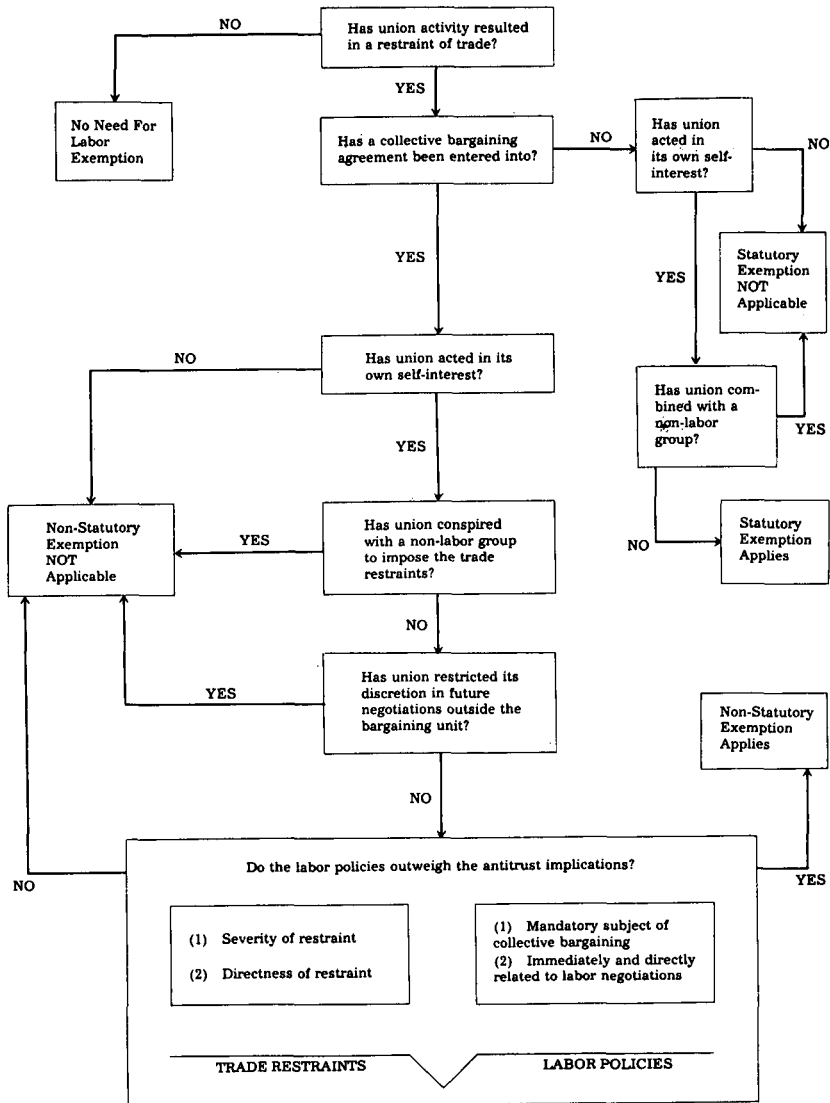 NO
Has union activity resulted
in a restraint of trade?
YES
No Need For
Labor
Exemption
Has a collective bargaining
agreement been entered into?
NO
Has union
acted in
its own self-
interest?
NO
YES
YES
Statutory
Exemption
NOT
Applicable
NO
Has union acted in its
own self-interest?
Has union com-
bined with a
non-labor
group?
YES
YES
Non-Statutory
Exemption
NOT
Applicable
YES
Has union conspired
with a non-labor group
to impose the trade
restraints?
NO
Statutory
Exemption
Applies
NO
YES
Has union restricted its
discretion in future
negotiations outside the
bargaining unit?
Non-Statutory
Exemption
Applies
NO
NO
Do the labor policies outweigh the antitrust implications?
YES
(1) Severity of restraint
(2) Directness of restraint
(1) Mandatory subject of
collective bargaining
(2) Immediately and directly
related to labor negotiations
TRADE RESTRAINTS
LABOR POLICIES